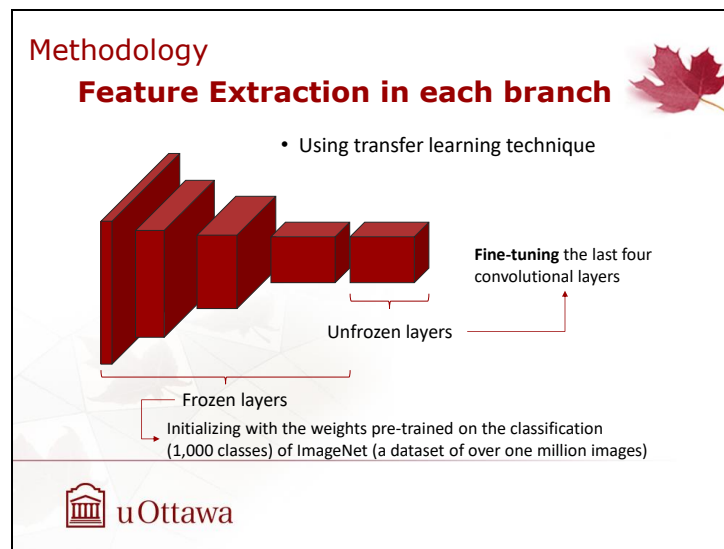 Methodology
Feature Extraction in each branch
• Using transfer learning technique
Fine-tuning the last four
convolutional layers
Unfrozen layers
Frozen layers
Initializing with the weights pre-trained on the classification
(1,000 classes) of ImageNet (a dataset of over one million images)
uOttawa